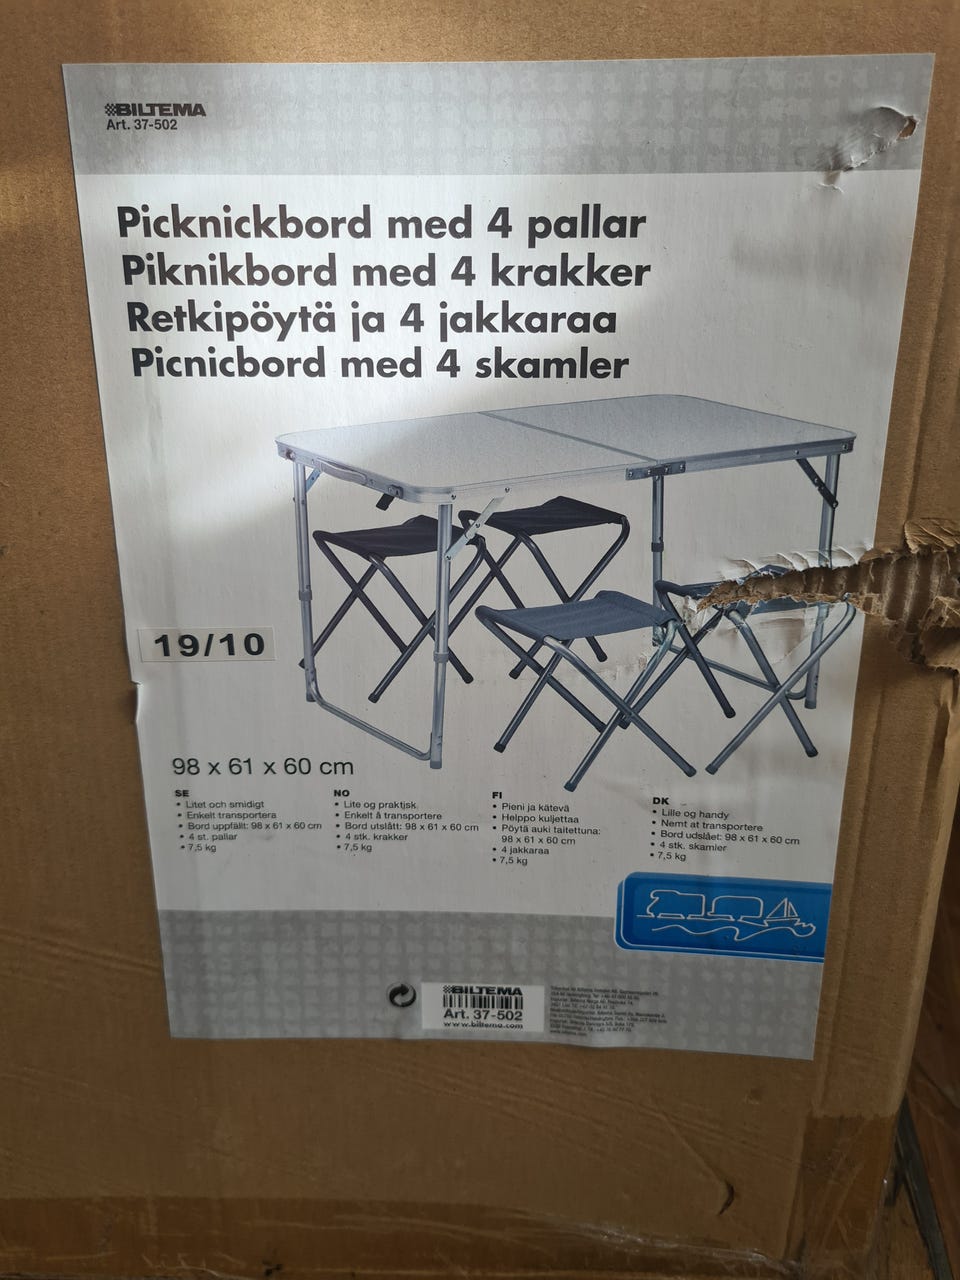 BILTEMA
Art. 37-502
Picknickbord med 4 pallar
Piknikbord med 4 krakker
Retkipöytä ja 4 jakkaraa
Picnicbord med 4 skamler
19/10
98 x 61 x 60 cm
SE
• Litet och smidigt
• Enkelt transportera
• Bord uppfällt: 98 x 61 x 60 cm
• 4 st. pallar
• 7,5 kg
NO
• Lite og praktjsk.
• Enkelt å transportere
• Bord utslått: 98 x 61 x 60 cm
• 4 stk. krakker
• 7,5 kg
FI
• Pieni ja kätevä
• Helppo kuljettaa
• Pöytä auki taitettuna:
98 x 61 x 60 cm
• 4 jakkaraa
• 7,5 kg
DK
• Lille og handy
• Nemt at transportere
• Bord udslået: 98 x 61 x 60 cm
• 4 stk. skamler
• 7,5 kg
BILTEMA
Art. 37-502
www.biltema.com